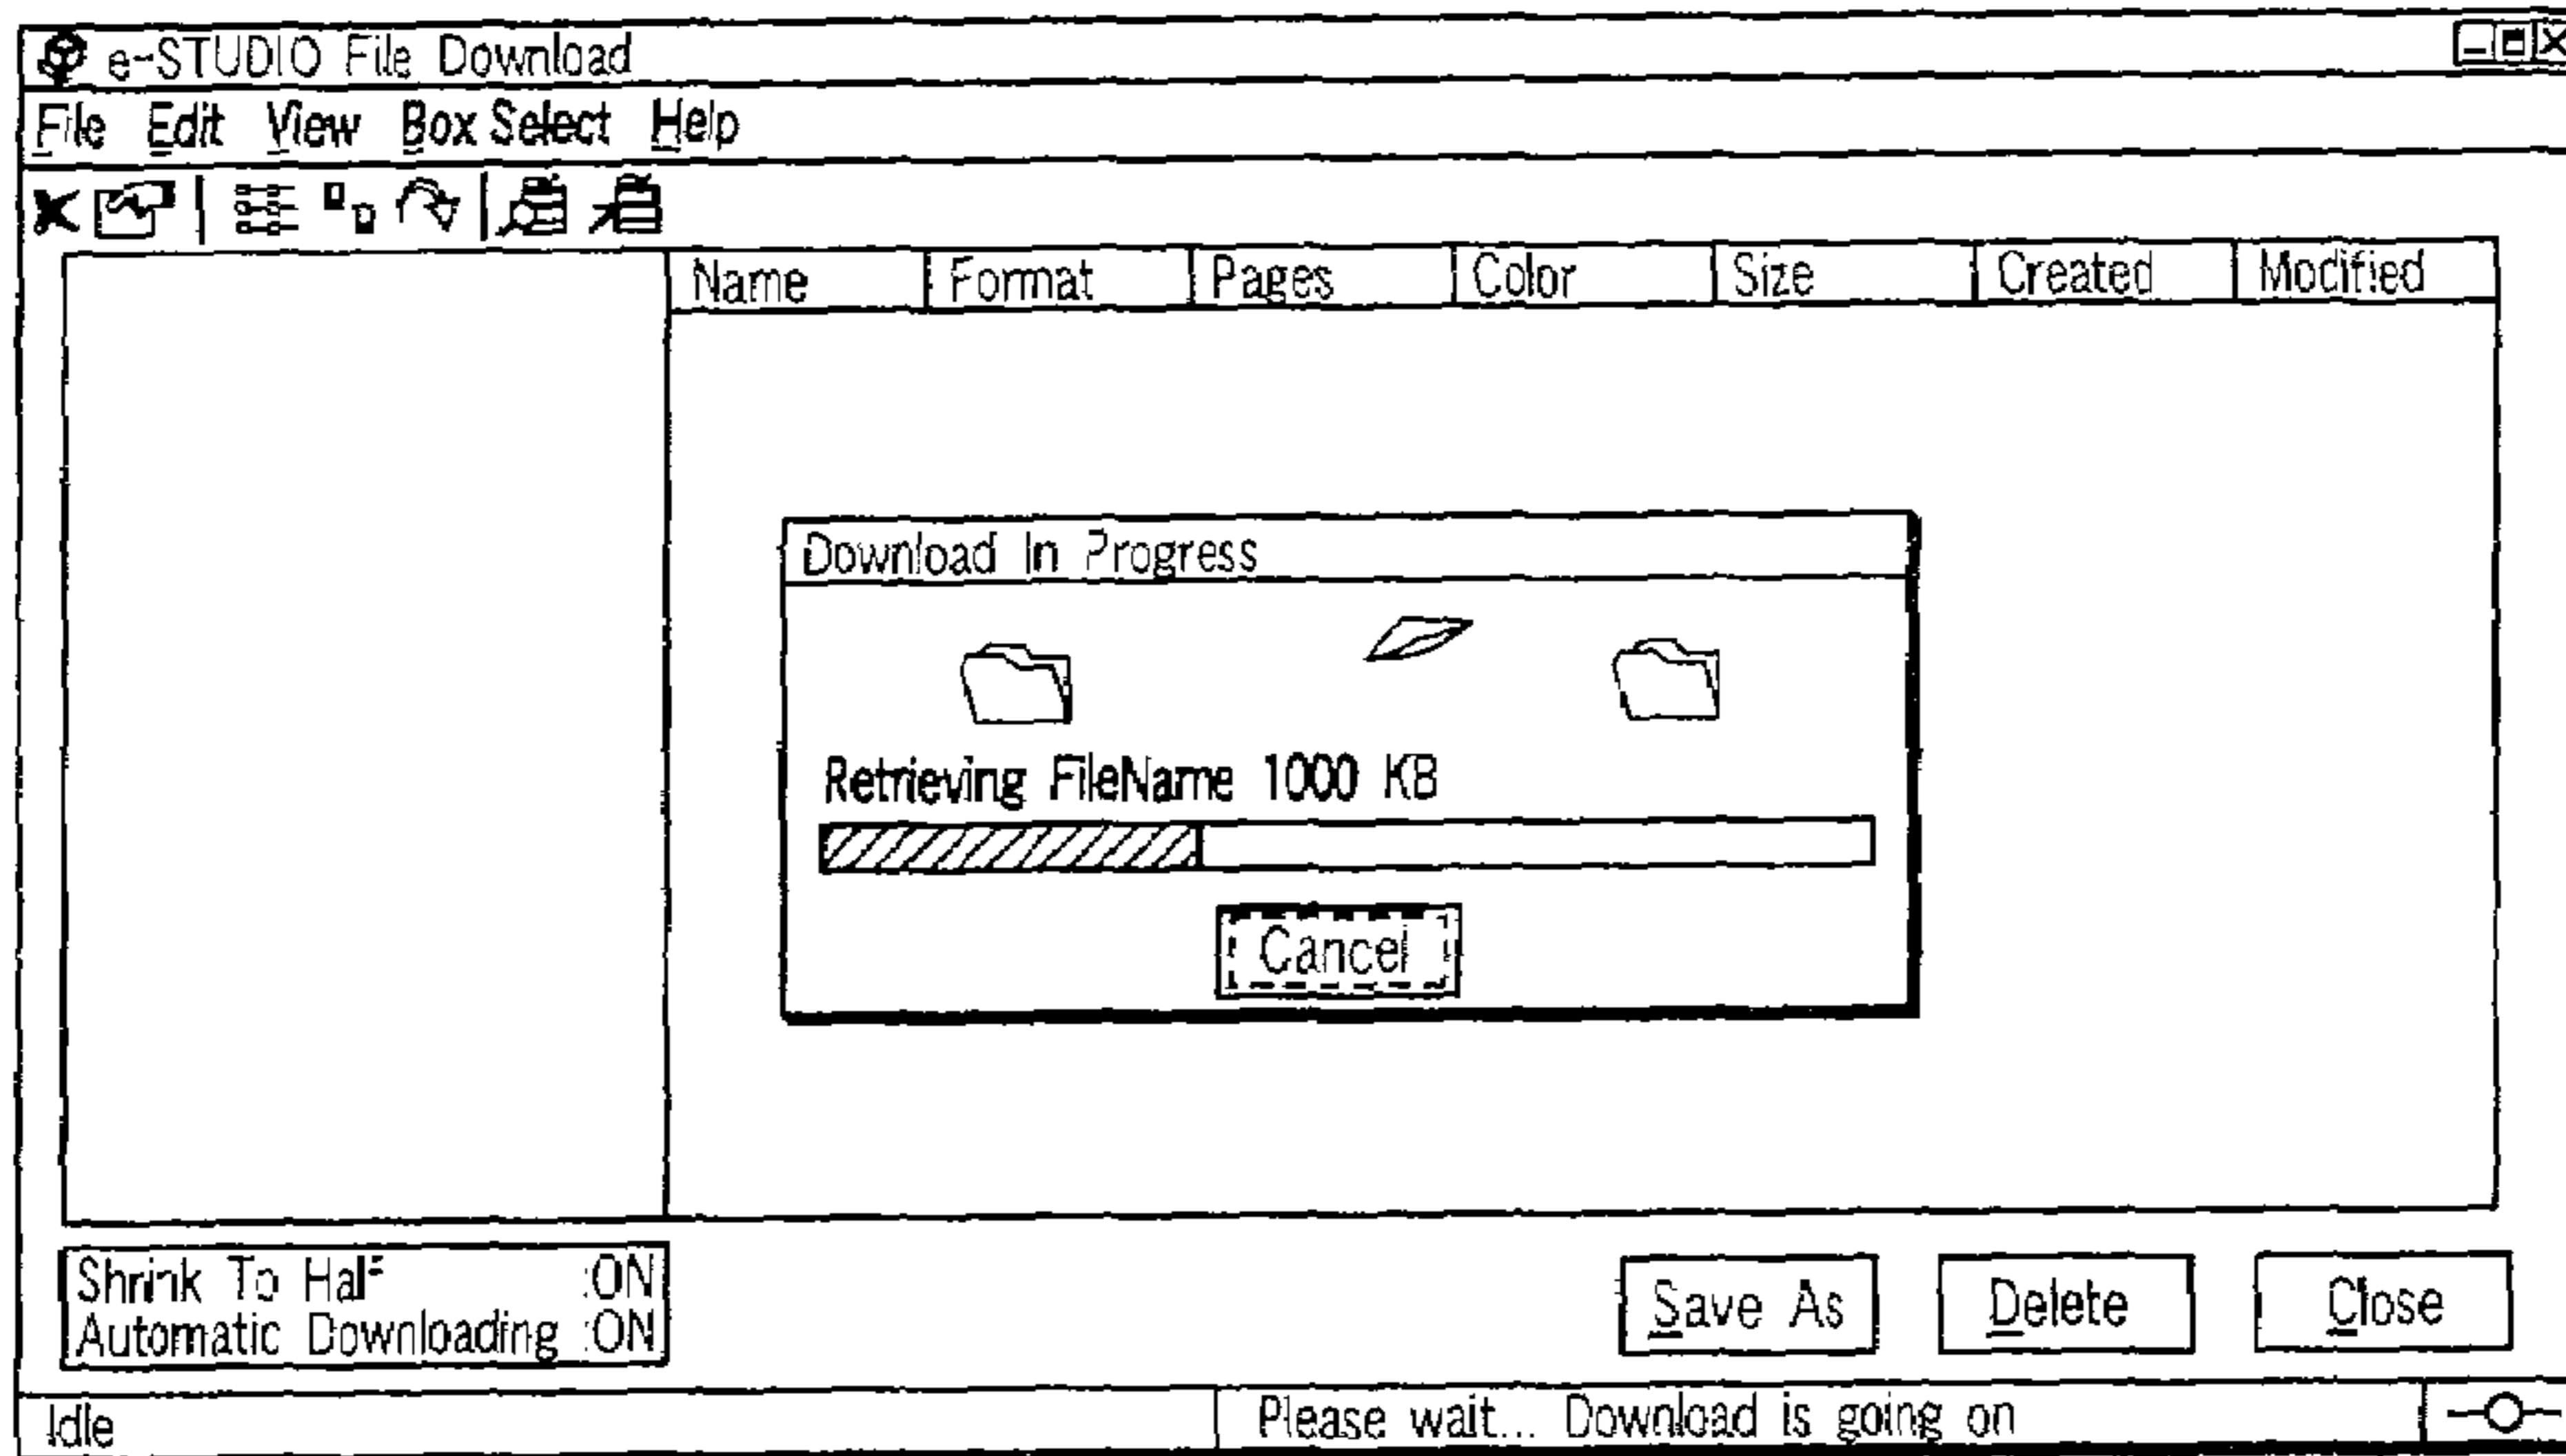 e-STUDIO File Download
File Edit View Box Select Help
Name Format Pages Color Size Created Modified
Download In Progress
Retrieving FileName 1000 KB
Cancel
Shrink To Half :ON
Automatic Downloading :ON
Save As Delete Close
Idle Please wait... Download is going on